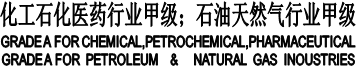 化工石化医药行业甲级；石油天然气行业甲级
GRADE A FOR CHEMICAL,PETROCHEMICAL,PHARMACEUTICAL
GRADE A FOR PETROLEUM & NATURAL GAS INOUSTRIES